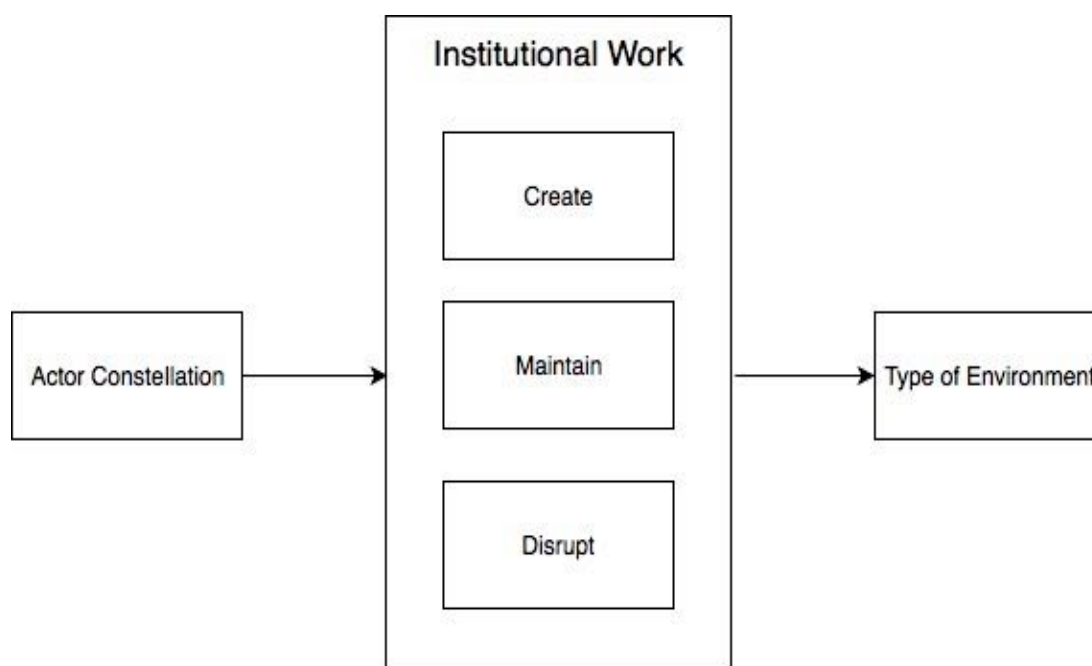 Institutional Work
Create
Actor Constellation
Maintain
Type of Environment
Disrupt